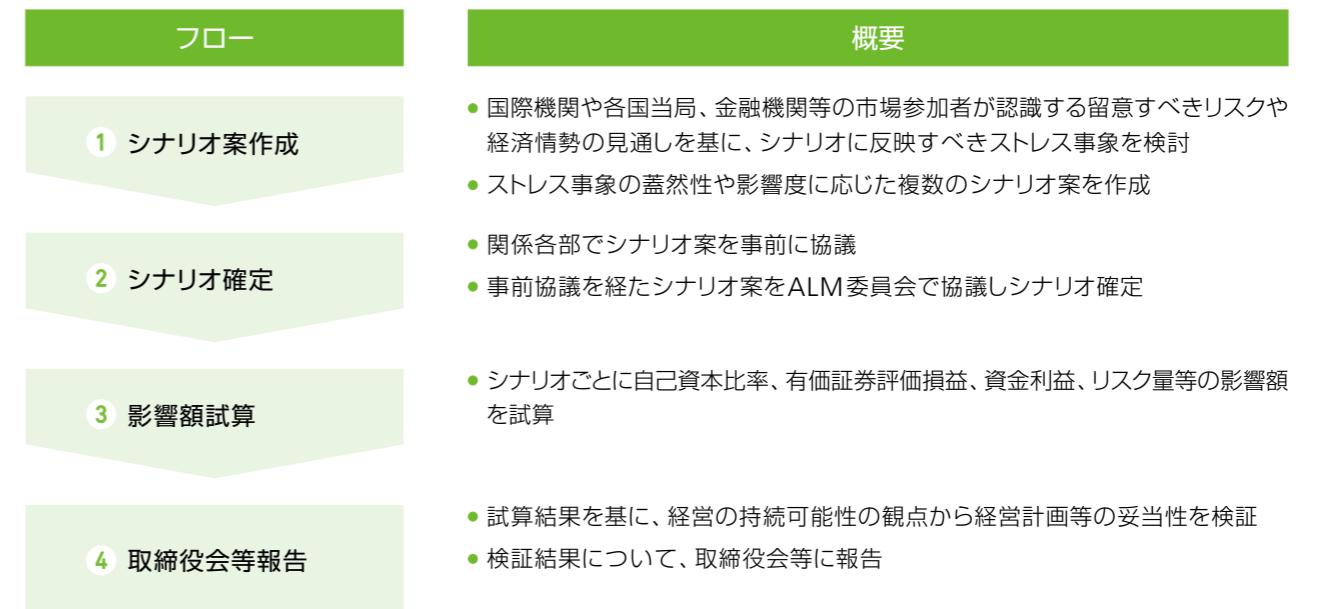 フロー
概要
1 シナリオ案作成
● 国際機関や各国当局、金融機関等の市場参加者が認識する留意すべきリスクや
経済情勢の見通しを基に、シナリオに反映すべきストレス事象を検討
● ストレス事象の蓋然性や影響度に応じた複数のシナリオ案を作成
2 シナリオ確定
● 関係各部でシナリオ案を事前に協議
● 事前協議を経たシナリオ案をALM委員会で協議しシナリオ確定
3 影響額試算
● シナリオごとに自己資本比率、有価証券評価損益、資金利益、リスク量等の影響額
を試算
4 取締役会等報告
● 試算結果を基に、経営の持続可能性の観点から経営計画等の妥当性を検証
● 検証結果について、取締役会等に報告